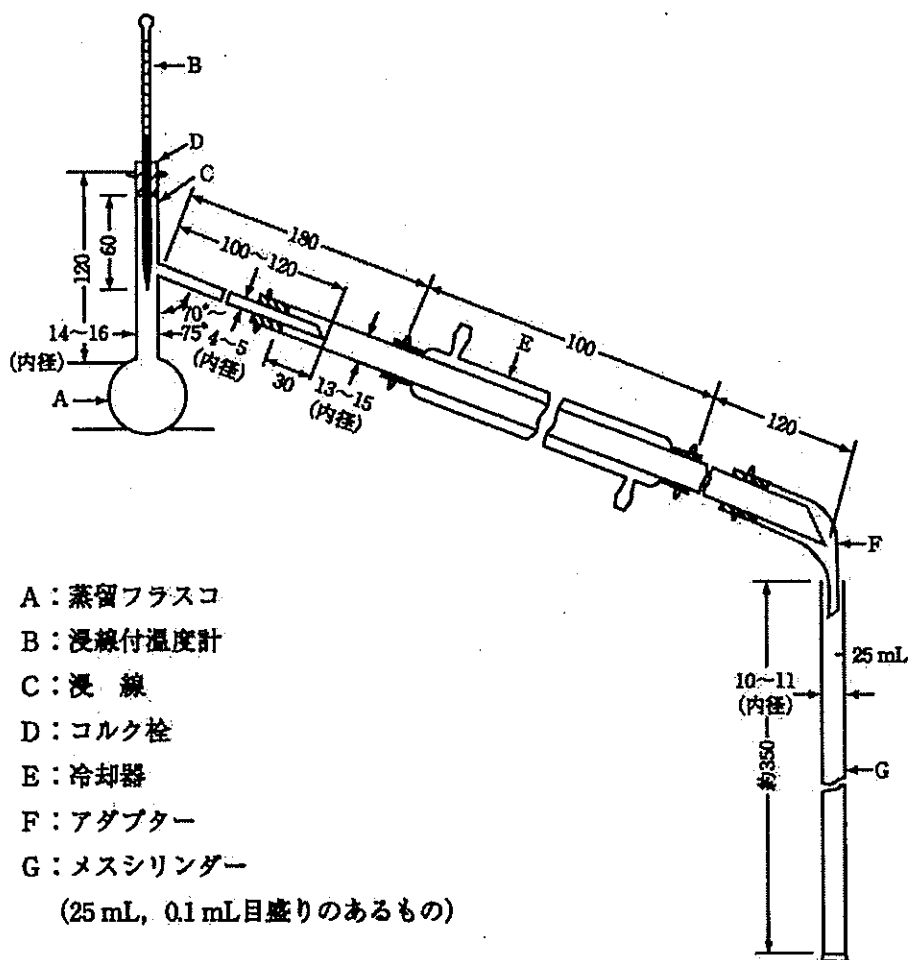 B
D
C
180
100～120
60
120
70°～
75°
14～16
(内径)
4～5
(内径)
30
13～15
(内径)
E
100
120
A
F
25 mL
10～11
(内径)
約350
G
A：蒸留フラスコ
B：浸線付温度計
C：浸　線
D：コルク栓
E：冷却器
F：アダプター
G：メスシリンダー
(25 mL，0.1 mL目盛りのあるもの)